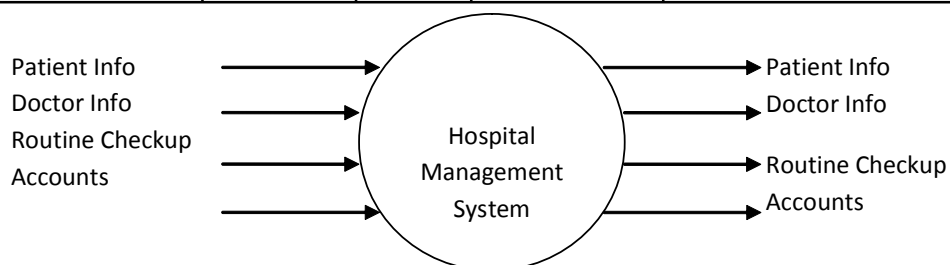 Patient Info
Doctor Info
Routine Checkup
Accounts
Hospital
Management
System
Patient Info
Doctor Info
Routine Checkup
Accounts